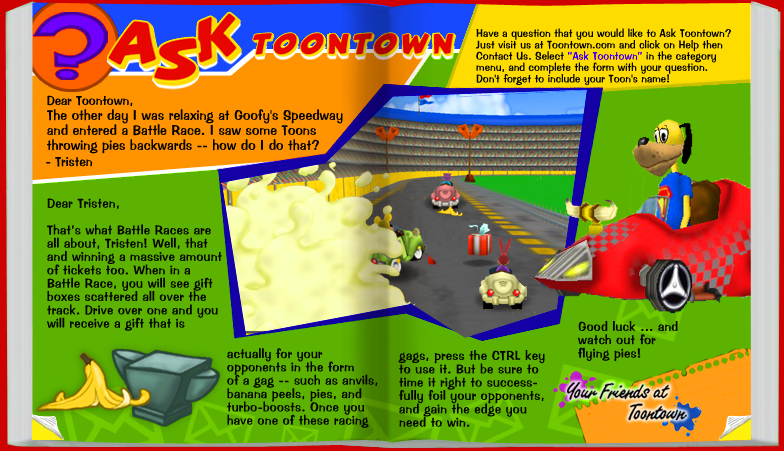 ASK TOONTOWN
Have a question that you would like to Ask Toontown?
Just visit us at Toontown.com and click on Help then
Contact Us. Select "Ask Toontown" in the category
menu, and complete the form with your question.
Don't forget to include your Toon's name!
Dear Toontown,
The other day I was relaxing at Goofy's Speedway
and entered a Battle Race. I saw some Toons
throwing pies backwards -- how do I do that?
- Tristen
Dear Tristen,
That's what Battle Races are
all about, Tristen! Well, that
and winning a massive amount
of tickets too. When in a
Battle Race, you will see gift
boxes scattered all over the
track. Drive over one and you
will receive a gift that is
actually for your
opponents in the form
of a gag -- such as anvils,
banana peels, pies, and
turbo-boosts. Once you
have one of these racing
gags, press the CTRL key
to use it. But be sure to
time it right to success-
fully foil your opponents,
and gain the edge you
need to win.
Good luck ... and
watch out for
flying pies!
Your Friends at
Toontown